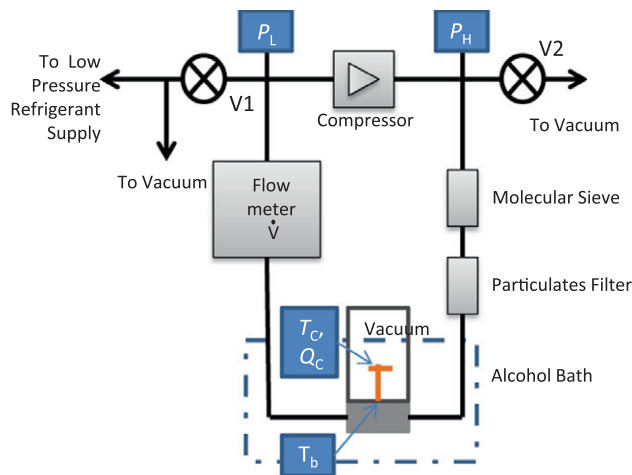 P_L
P_H
To Low
Pressure
Refrigerant
Supply
V1
V2
Compressor
To Vacuum
To Vacuum
Flow
meter
V̇
Molecular Sieve
Particulates Filter
T_C,
Q_C
Vacuum
Alcohol Bath
T_b